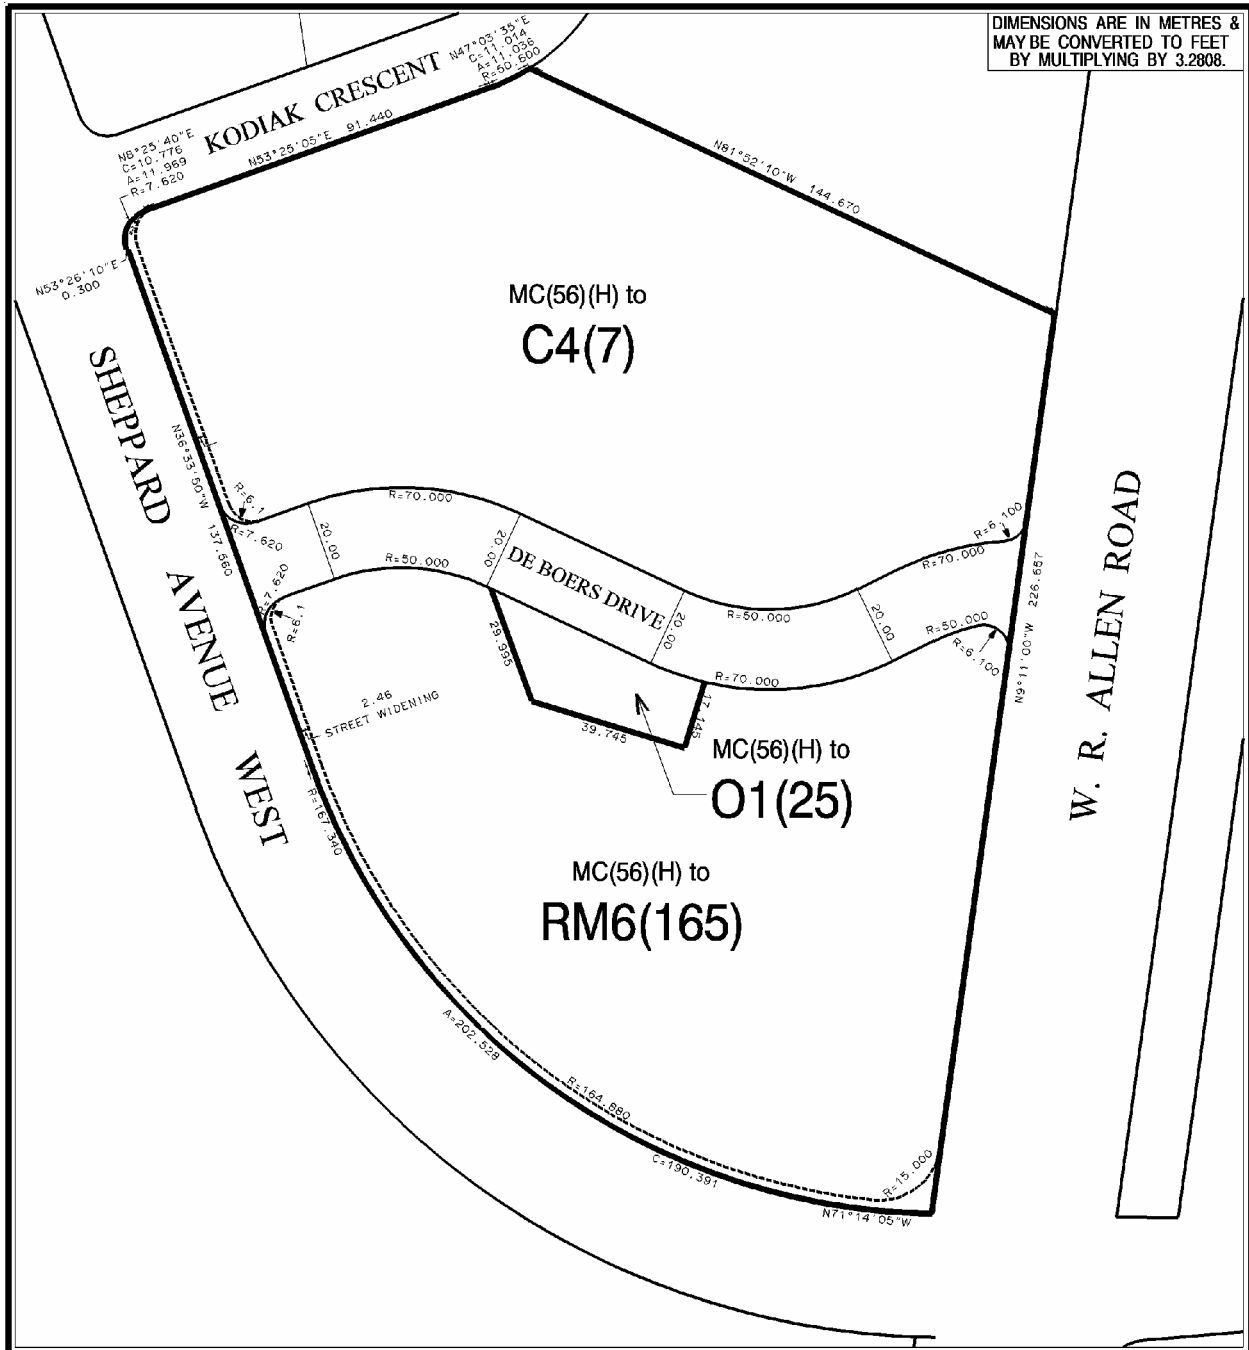 DIMENSIONS ARE IN METRES &
MAY BE CONVERTED TO FEET
BY MULTIPLYING BY 3.2808.
N47°03'35"E
C=11.014
A=11.036
R=50.600
KODIAK CRESCENT
N53°25'05"E 91.440
N8°25'40"E
C=10.776
A=11.969
R=7.620
N81°52'10"W 144.670
N53°26'10"E
0.300
MC(56)(H) to
C4(7)
SHEPPARD AVENUE WEST
N36°33'50"W 137.560
R=6.1
R=7.620
R=70.000
20.00
R=50.000
20.00
DE BOERS DRIVE
20.00
R=50.000
R=70.000
20.00
R=70.000
R=6.100
R=50.000
R=6.100
R=7.620
R=6.1
N9°11'00"W 226.657
W. R. ALLEN ROAD
29.995
39.745
17.145
2.46
STREET WIDENING
MC(56)(H) to
O1(25)
MC(56)(H) to
RM6(165)
R=167.340
A=202.528
R=164.880
C=190.391
R=15.000
N71°14'05"W